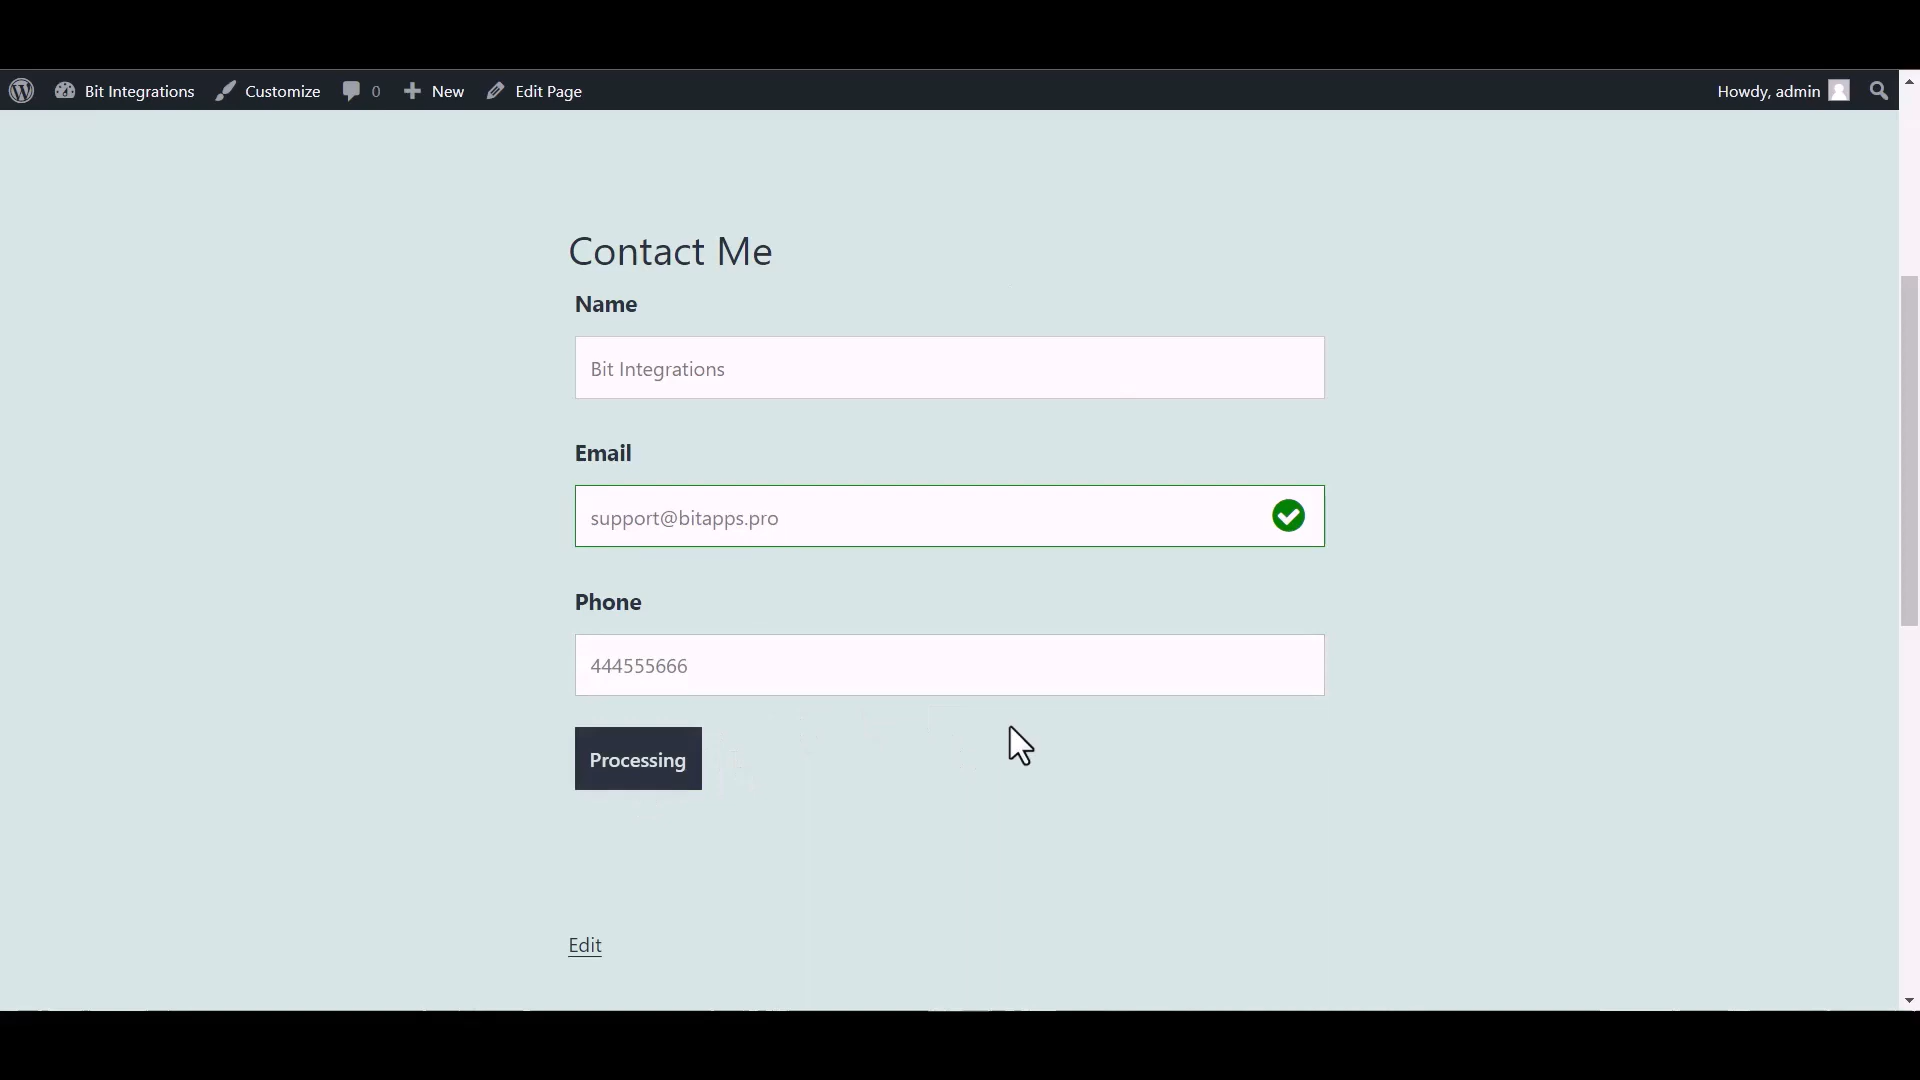 Bit Integrations Customize 0 New Edit Page Howdy, admin
Contact Me
Name
Bit Integrations
Email
support@bitapps.pro
Phone
444555666
Processing
Edit